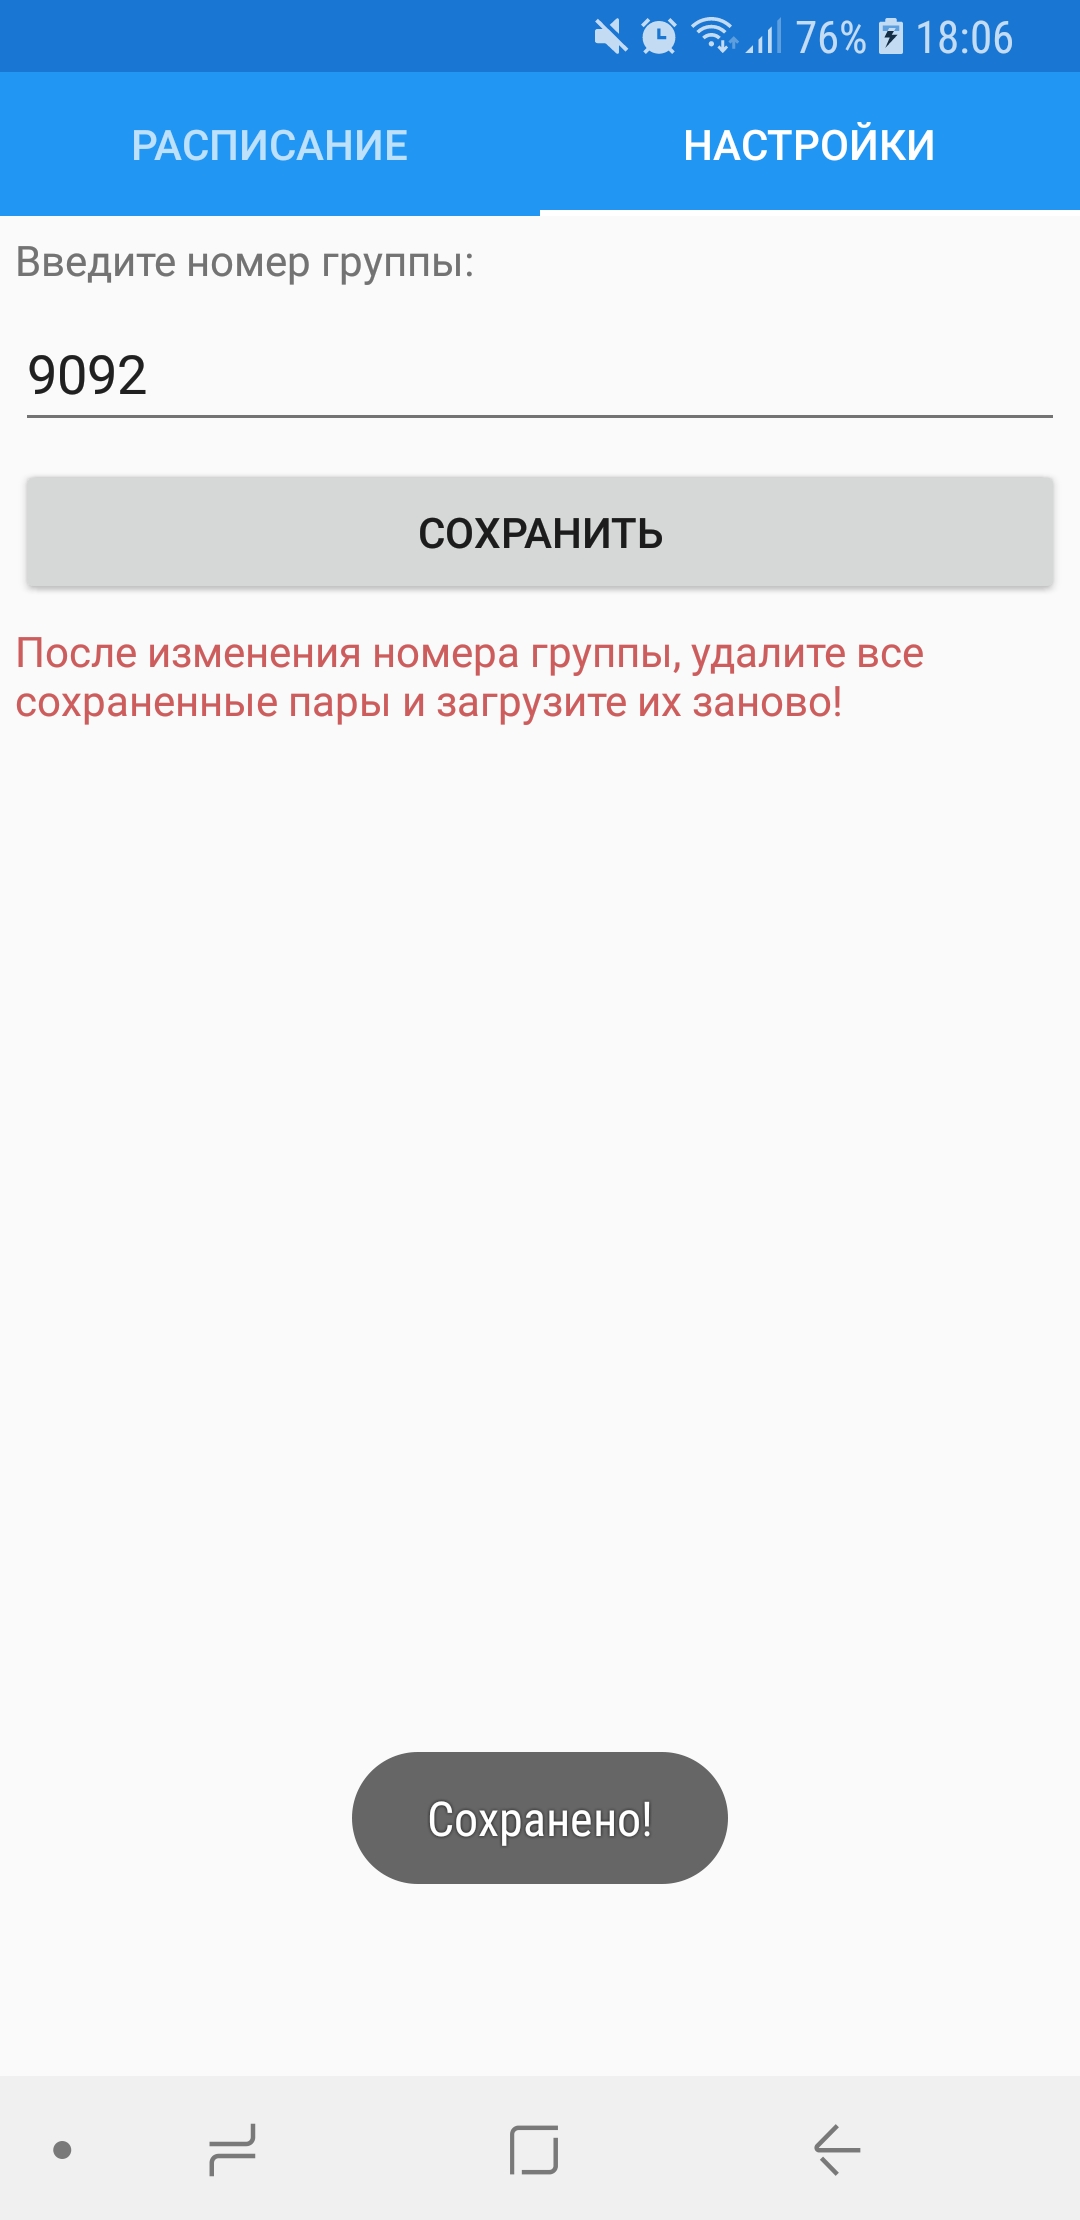 76% 18:06
РАСПИСАНИЕ НАСТРОЙКИ
Введите номер группы:
9092
СОХРАНИТЬ
После изменения номера группы, удалите все
сохраненные пары и загрузите их заново!
Сохранено!